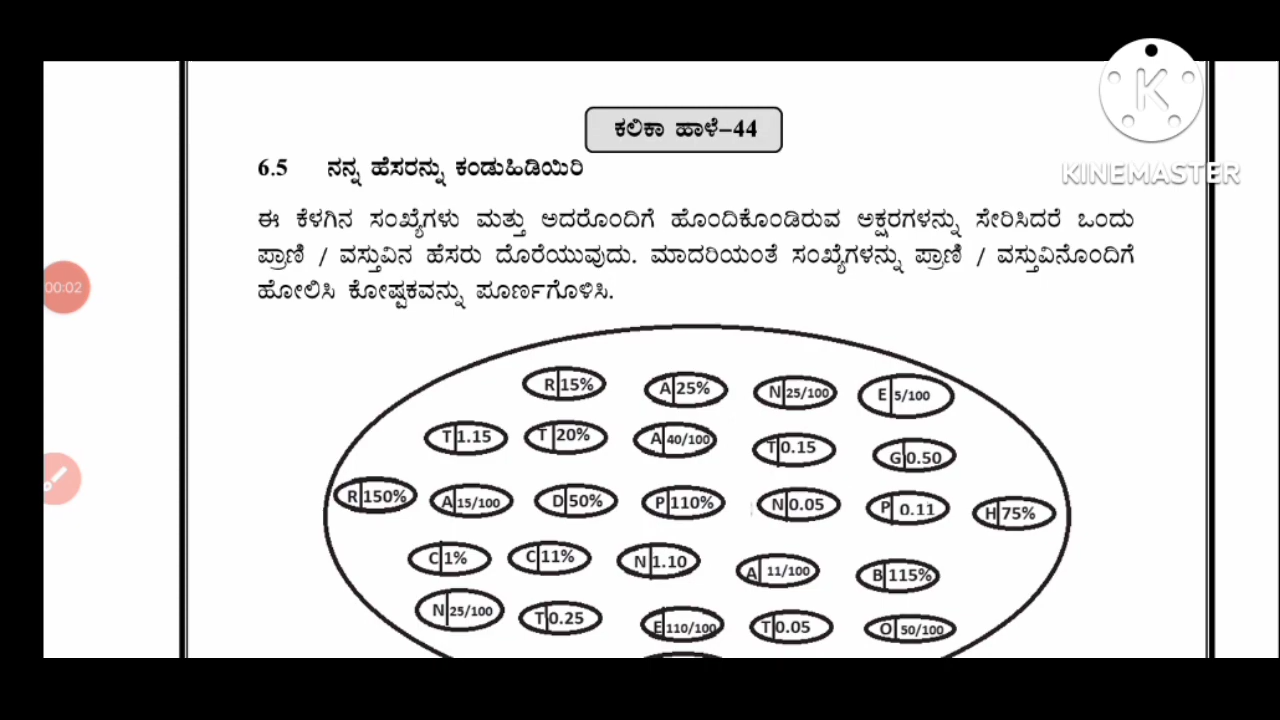 K
KINEMASTER
ಕಲಿಕಾ ಹಾಳೆ-44
6.5 ನನ್ನ ಹೆಸರನ್ನು ಕಂಡುಹಿಡಿಯಿರಿ
ಈ ಕೆಳಗಿನ ಸಂಖ್ಯೆಗಳು ಮತ್ತು ಅದರೊಂದಿಗೆ ಹೊಂದಿಕೊಂಡಿರುವ ಅಕ್ಷರಗಳನ್ನು ಸೇರಿಸಿದರೆ ಒಂದು
ಪ್ರಾಣಿ / ವಸ್ತುವಿನ ಹೆಸರು ದೊರೆಯುವುದು. ಮಾದರಿಯಂತೆ ಸಂಖ್ಯೆಗಳನ್ನು ಪ್ರಾಣಿ / ವಸ್ತುವಿನೊಂದಿಗೆ
ಹೋಲಿಸಿ ಕೋಷ್ಟಕವನ್ನು ಪೂರ್ಣಗೊಳಿಸಿ.
00:02
R 15% A 25% N 25/100 E 5/100
T 1.15 T 20% A 40/100 T 0.15 G 0.50
R 150% A 15/100 D 50% P 110% N 0.05 P 0.11 H 75%
C 1% C 11% N 1.10 A 11/100 B 115%
N 25/100 T 0.25 E 110/100 T 0.05 O 50/100